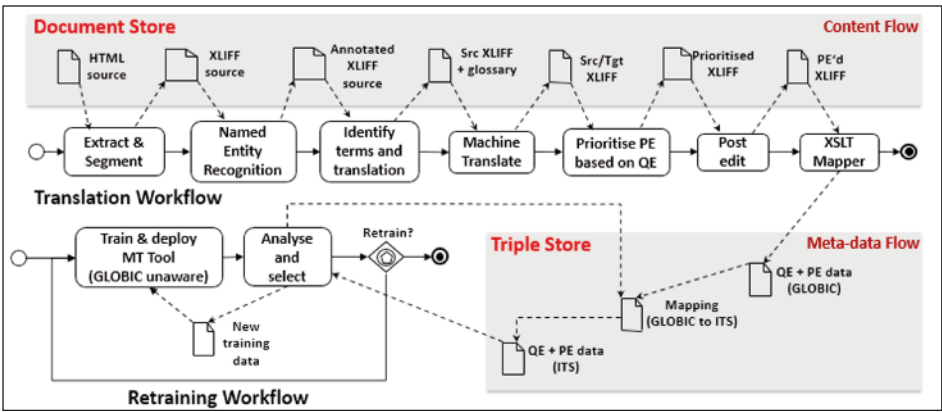 Document Store
Content Flow
HTML
source
XLIFF
source
Annotated
XLIFF
source
Src XLIFF
+ glossary
Src/Tgt
XLIFF
Prioritised
XLIFF
PE'd
XLIFF
Extract &
Segment
Named
Entity
Recognition
Identify
terms and
translation
Machine
Translate
Prioritise PE
based on QE
Post
edit
XSLT
Mapper
Translation Workflow
Train & deploy
MT Tool
(GLOBIC unaware)
Analyse
and
select
Retrain?
Triple Store
Meta-data Flow
QE + PE data
(GLOBIC)
Mapping
(GLOBIC to ITS)
New
training
data
QE + PE data
(ITS)
Retraining Workflow